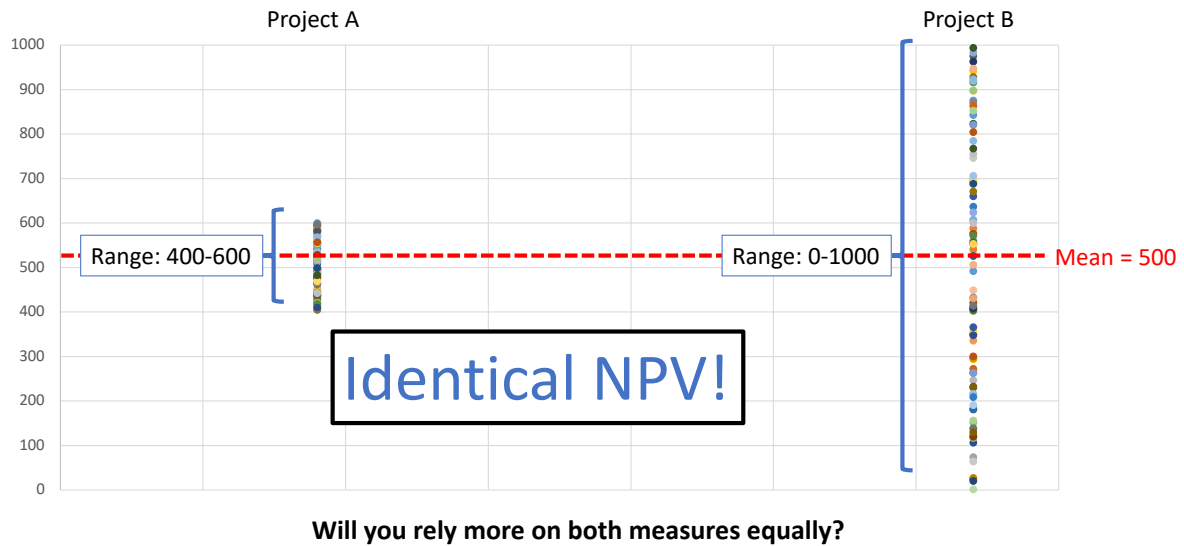 Project A
Project B
1000
900
800
700
600
500
400
300
200
100
0
Range: 400-600
Range: 0-1000
Mean = 500
Identical NPV!
Will you rely more on both measures equally?